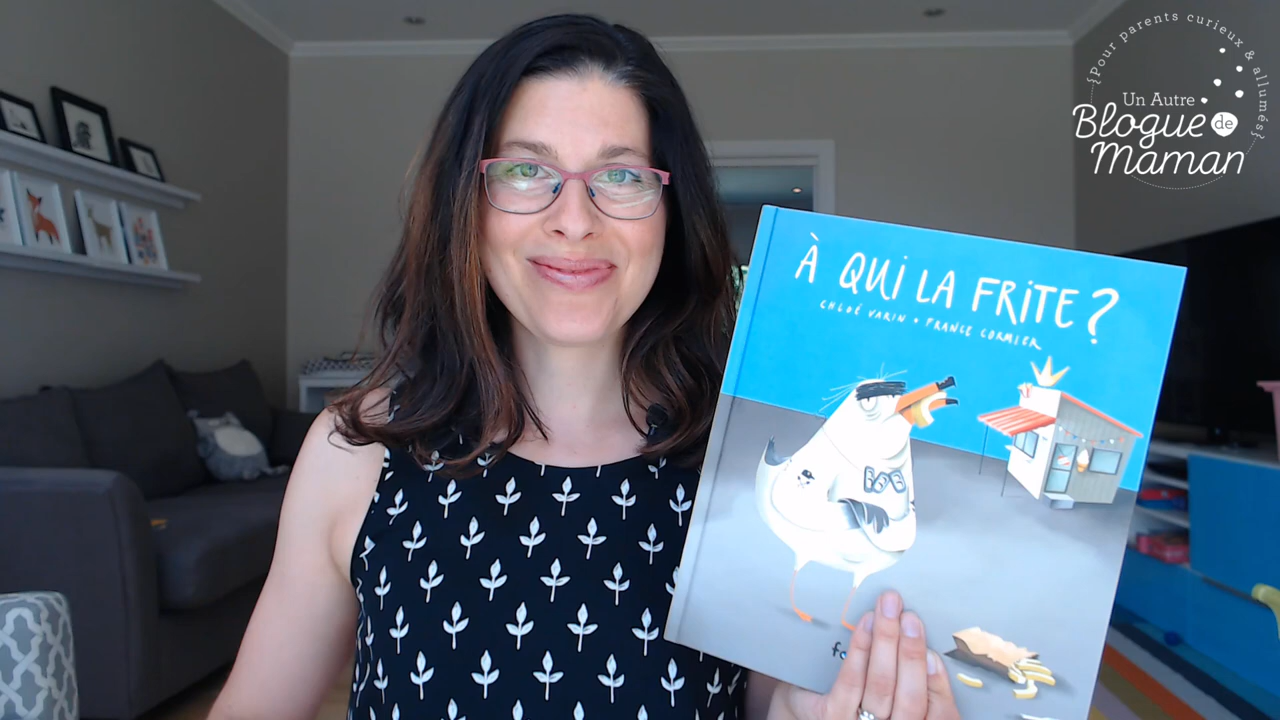 {Pour parents curieux & allumés}
Un Autre
Blogue de
Maman
À QUI LA FRITE?
CHLOÉ VARIN + FRANCE CORMIER
BOB